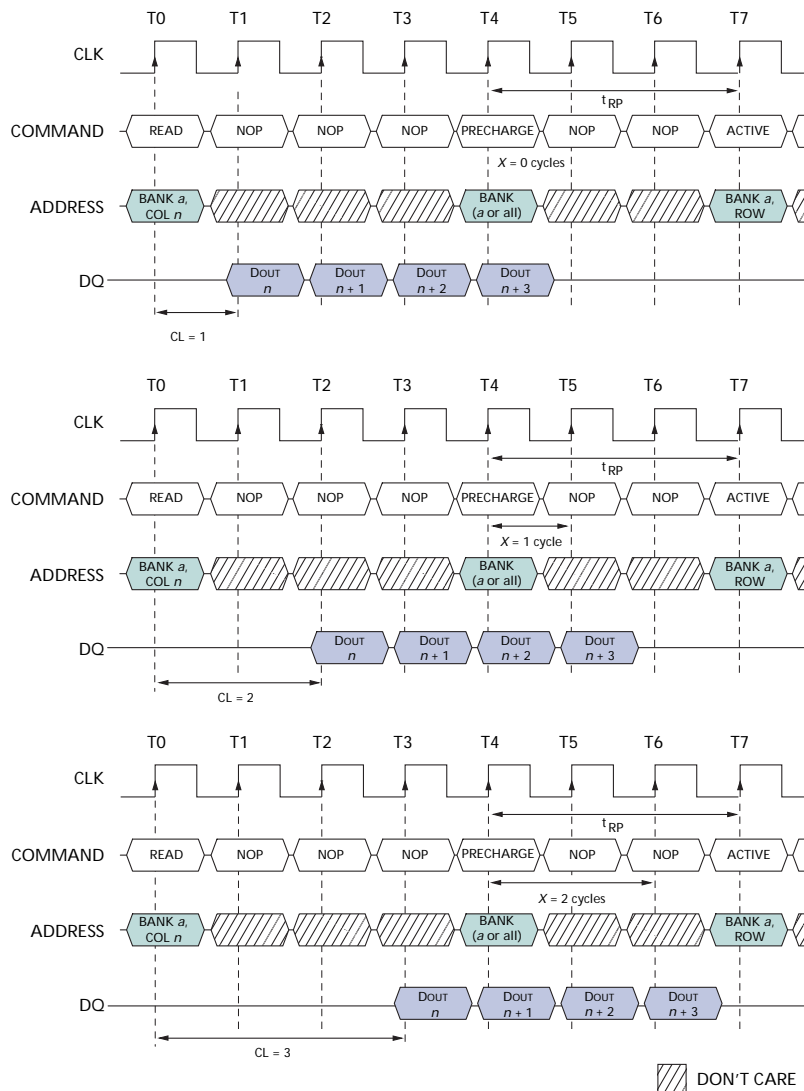 T0 T1 T2 T3 T4 T5 T6 T7
CLK
t RP
COMMAND READ NOP NOP NOP PRECHARGE NOP NOP ACTIVE
X = 0 cycles
ADDRESS BANK a, COL n BANK (a or all) BANK a, ROW
DQ DOUT n DOUT n + 1 DOUT n + 2 DOUT n + 3
CL = 1
T0 T1 T2 T3 T4 T5 T6 T7
CLK
t RP
COMMAND READ NOP NOP NOP PRECHARGE NOP NOP ACTIVE
X = 1 cycle
ADDRESS BANK a, COL n BANK (a or all) BANK a, ROW
DQ DOUT n DOUT n + 1 DOUT n + 2 DOUT n + 3
CL = 2
T0 T1 T2 T3 T4 T5 T6 T7
CLK
t RP
COMMAND READ NOP NOP NOP PRECHARGE NOP NOP ACTIVE
X = 2 cycles
ADDRESS BANK a, COL n BANK (a or all) BANK a, ROW
DQ DOUT n DOUT n + 1 DOUT n + 2 DOUT n + 3
CL = 3
DON'T CARE